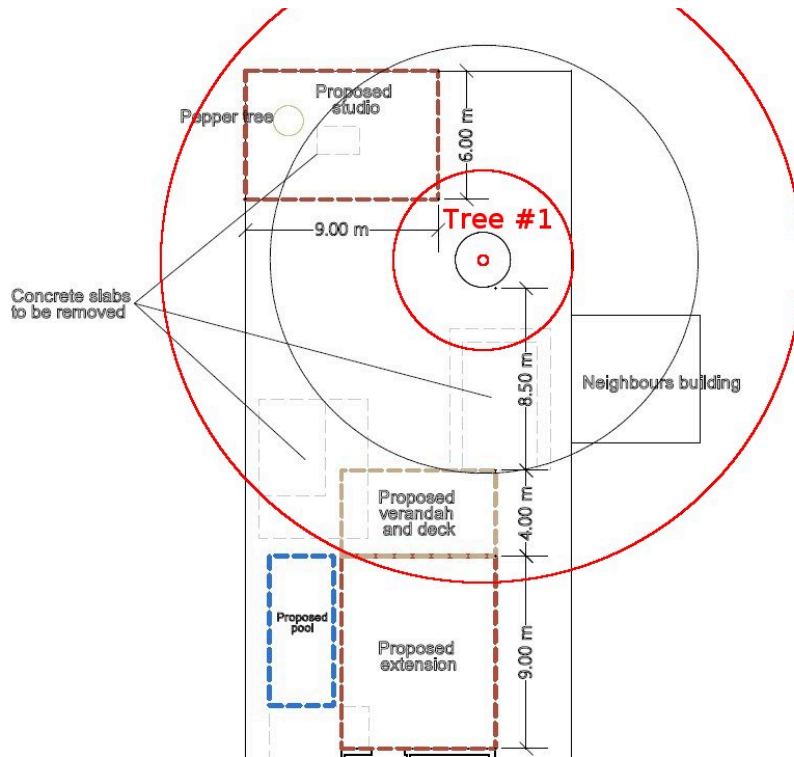 Proposed
studio
Pepper tree
6.00 m
9.00 m
Tree #1
Concrete slabs
to be removed
8.50 m
Neighbours building
Proposed
verandah
and deck
4.00 m
Proposed
pool
Proposed
extension
9.00 m